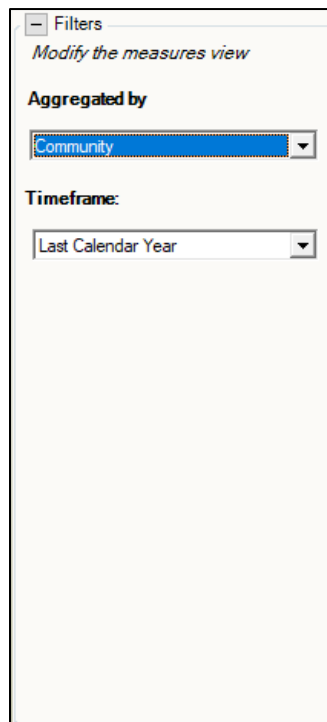 Filters
Modify the measures view
Aggregated by
Community
Timeframe:
Last Calendar Year